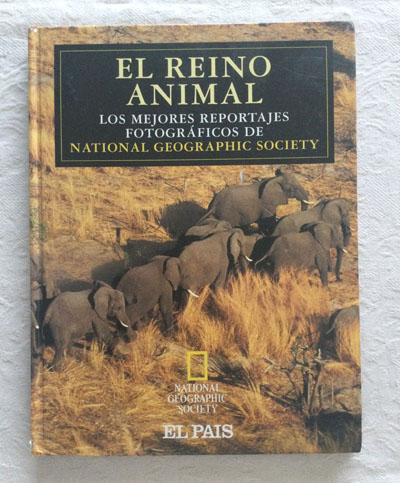 EL REINO
ANIMAL
LOS MEJORES REPORTAJES
FOTOGRÁFICOS DE
NATIONAL GEOGRAPHIC SOCIETY
NATIONAL
GEOGRAPHIC
SOCIETY
EL PAIS